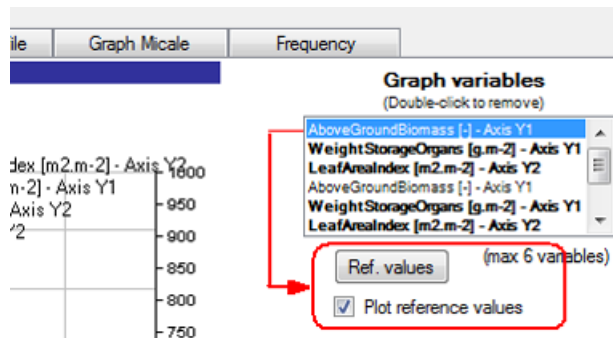 ile
Graph Micale
Frequency
Graph variables
(Double-click to remove)
AboveGroundBiomass [-] - Axis Y1
WeightStorageOrgans [g.m-2] - Axis Y1
LeafAreaIndex [m2.m-2] - Axis Y2
AboveGroundBiomass [-] - Axis Y1
WeightStorageOrgans [g.m-2] - Axis Y1
LeafAreaIndex [m2.m-2] - Axis Y2
(max 6 variables)
Ref. values
Plot reference values
dex [m2.m-2] - Axis Y2
n-2] - Axis Y1
Axis Y2
Y2
1000
950
900
850
800
750